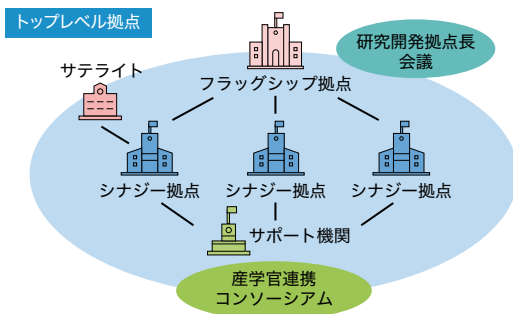 トップレベル拠点
研究開発拠点長
会議
サテライト
フラッグシップ拠点
シナジー拠点
シナジー拠点
シナジー拠点
サポート機関
産学官連携
コンソーシアム